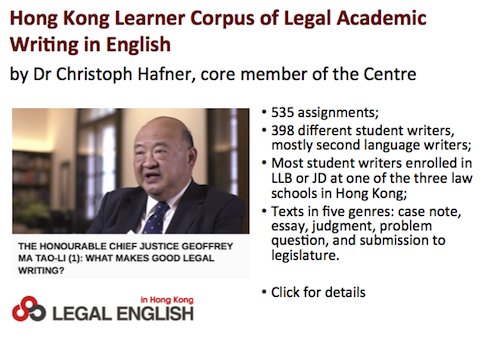 Hong Kong Learner Corpus of Legal Academic
Writing in English
by Dr Christoph Hafner, core member of the Centre
• 535 assignments;
• 398 different student writers,
mostly second language writers;
• Most student writers enrolled in
LLB or JD at one of the three law
schools in Hong Kong;
• Texts in five genres: case note,
essay, judgment, problem
question, and submission to
legislature.
• Click for details
THE HONOURABLE CHIEF JUSTICE GEOFFREY
MA TAO-LI (1): WHAT MAKES GOOD LEGAL
WRITING?
in Hong Kong
LEGAL ENGLISH